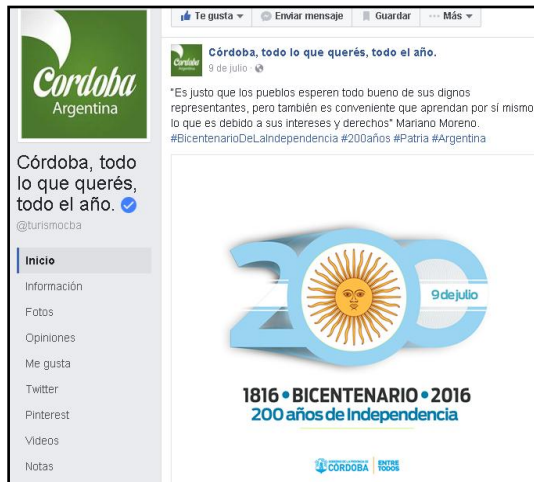 Te gusta Enviar mensaje Guardar ··· Más
Cordoba
Argentina
Córdoba, todo
lo que querés,
todo el año.
@turismocba
Inicio
Información
Fotos
Opiniones
Me gusta
Twitter
Pinterest
Videos
Notas
Córdoba, todo lo que querés, todo el año.
9 de julio ·
"Es justo que los pueblos esperen todo bueno de sus dignos
representantes, pero también es conveniente que aprendan por sí mismo
lo que es debido a sus intereses y derechos" Mariano Moreno.
#BicentenarioDeLaIndependencia #200años #Patria #Argentina
200
9 de julio
1816 • BICENTENARIO • 2016
200 años de Independencia
CÓRDOBA ENTRE
TODOS